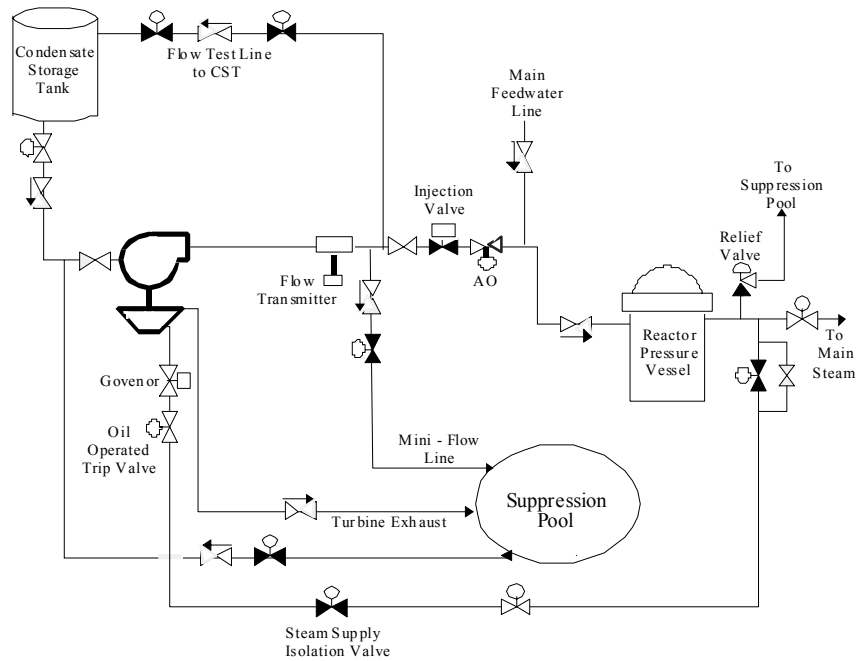 Condensate
Storage
Tank
Flow Test Line
to CST
Main
Feedwater
Line
To
Suppression
Pool
Injection
Valve
Relief
Valve
Flow
Transmitter
AO
Reactor
Pressure
Vessel
To
Main
Steam
Govenor
Oil
Operated
Trip Valve
Mini - Flow
Line
Suppression
Pool
Turbine Exhaust
Steam Supply
Isolation Valve